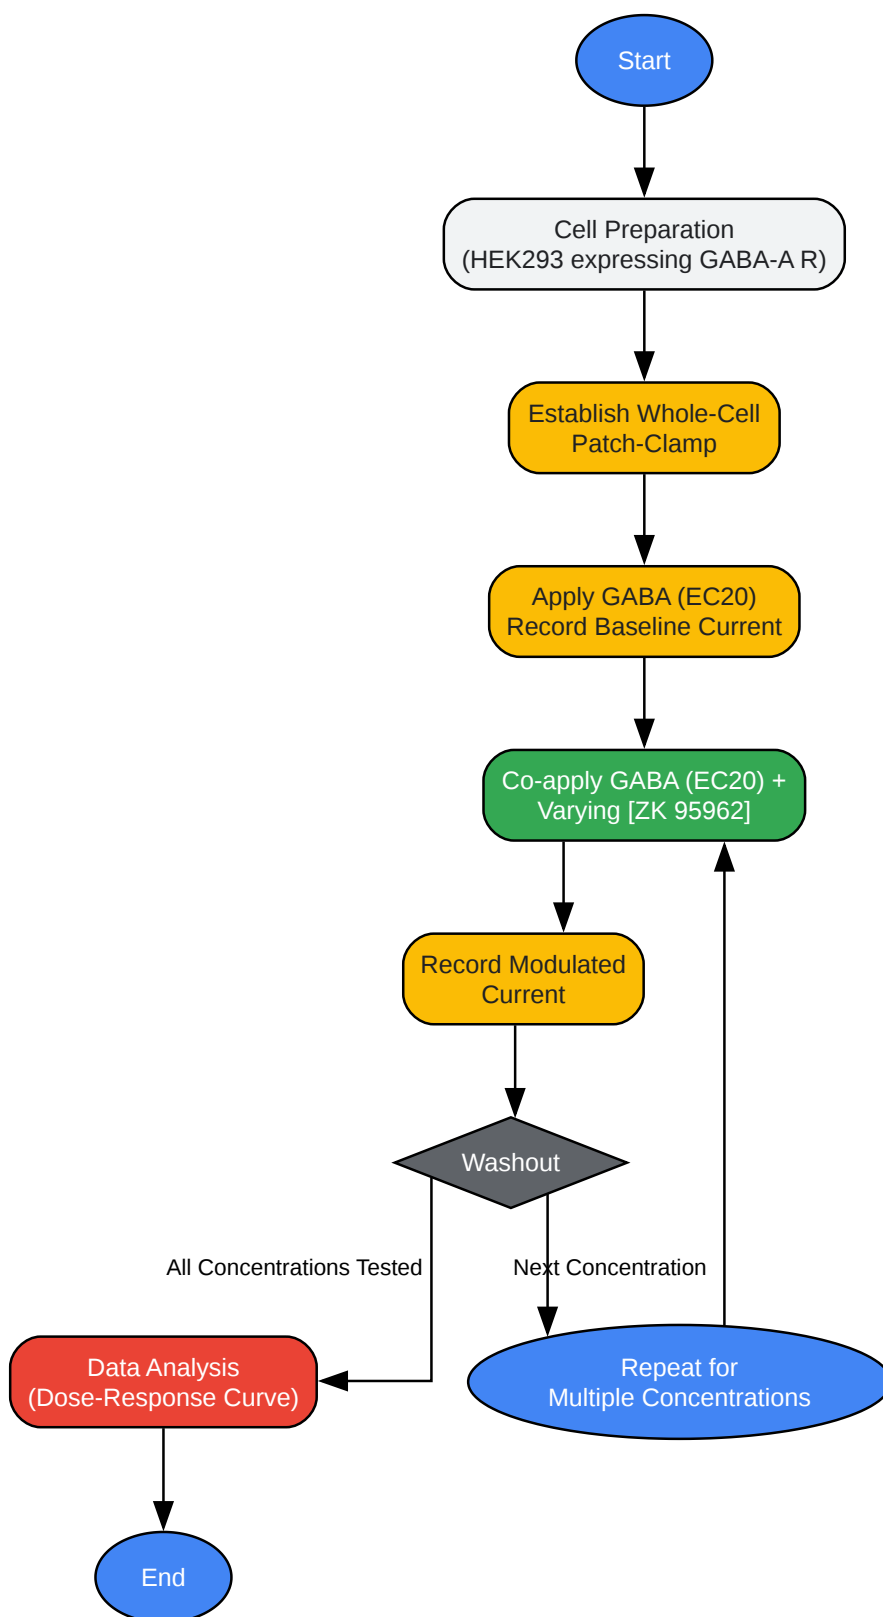 Start
Cell Preparation
(HEK293 expressing GABA-A R)
Establish Whole-Cell
Patch-Clamp
Apply GABA (EC20)
Record Baseline Current
Co-apply GABA (EC20) +
Varying [ZK 95962]
Record Modulated
Current
Washout
All Concentrations Tested
Next Concentration
Data Analysis
(Dose-Response Curve)
Repeat for
Multiple Concentrations
End